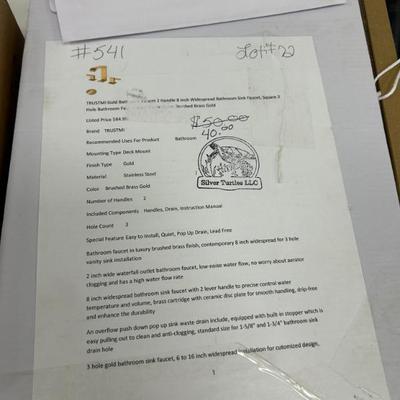 #541
Lot#22
TRUSTMI Gold Faucet 2 Handle 8 inch Widespread Bathroom Sink Faucet, Square 3
Hole Bathroom Brushed Brass Gold
Listed Price
$50.00
40.00
Brand TRUSTMI
Recommended Uses For Product Bathroom
Mounting Type Deck Mount
Finish Type Gold
Material Stainless Steel
Silver Turtles LLC
Color Brushed Brass Gold
Number of Handles 2
Included Components Handles, Drain, Instruction Manual
Hole Count 3
Special Feature Easy to Install, Quiet, Pop Up Drain, Lead Free
Bathroom faucet in luxury brushed brass finish, contemporary 8 inch widespread for 3 hole
vanity sink installation
2 inch wide waterfall outlet bathroom faucet, low noise water flow, no worry about aerator
clogging and has a high water flow rate
8 inch widespread bathroom sink faucet with 2 lever handle to precise control water
temperature and volume, brass cartridge with ceramic disc plate for smooth handling, drip-free
and enhance the durability
An overflow push down pop up sink waste drain include, equipped with built in stopper which is
easy pulling out to clean and anti-clogging, standard size for 1-5/8" and 1-3/4" bathroom sink
drain hole
3 hole gold bathroom sink faucet, 6 to 16 inch widespread installation for cutomized design,
1